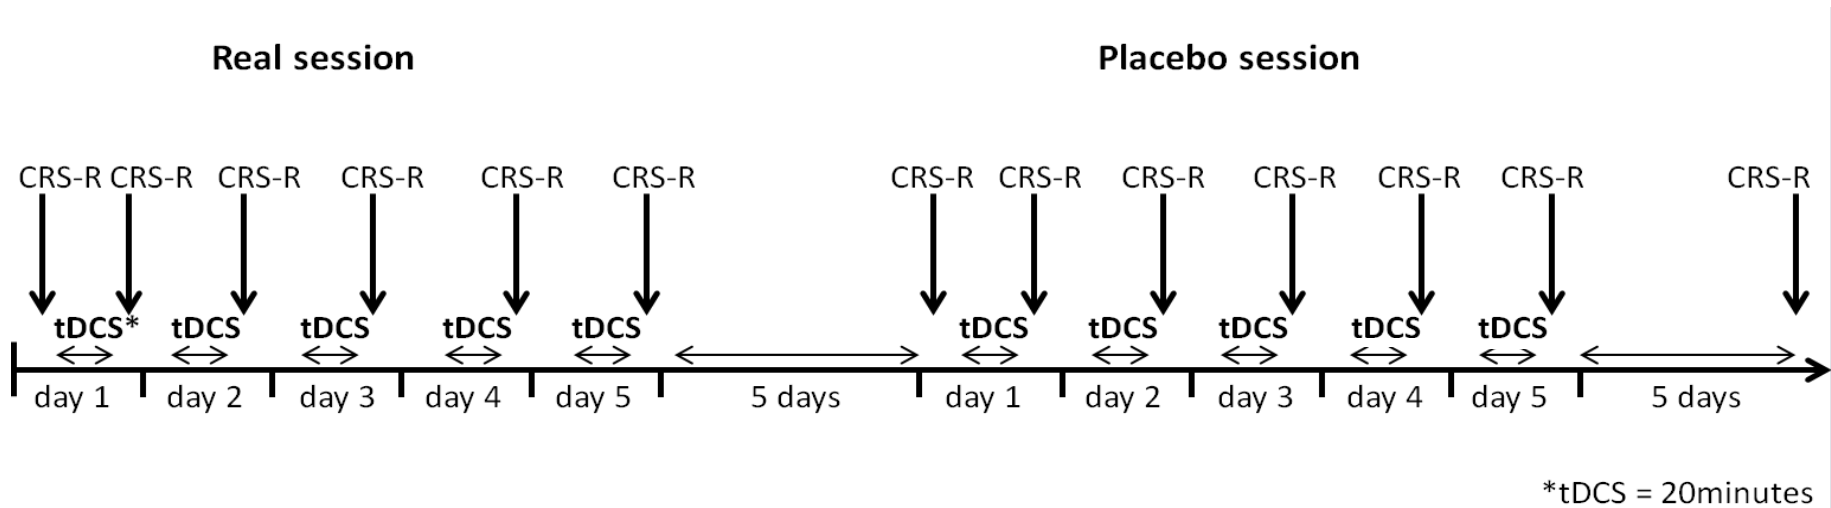 Real session Placebo session
CRS-R CRS-R CRS-R CRS-R CRS-R CRS-R CRS-R CRS-R CRS-R CRS-R CRS-R CRS-R CRS-R
tDCS* tDCS tDCS tDCS tDCS tDCS tDCS tDCS tDCS tDCS
day 1 day 2 day 3 day 4 day 5 5 days day 1 day 2 day 3 day 4 day 5 5 days
*tDCS = 20minutes